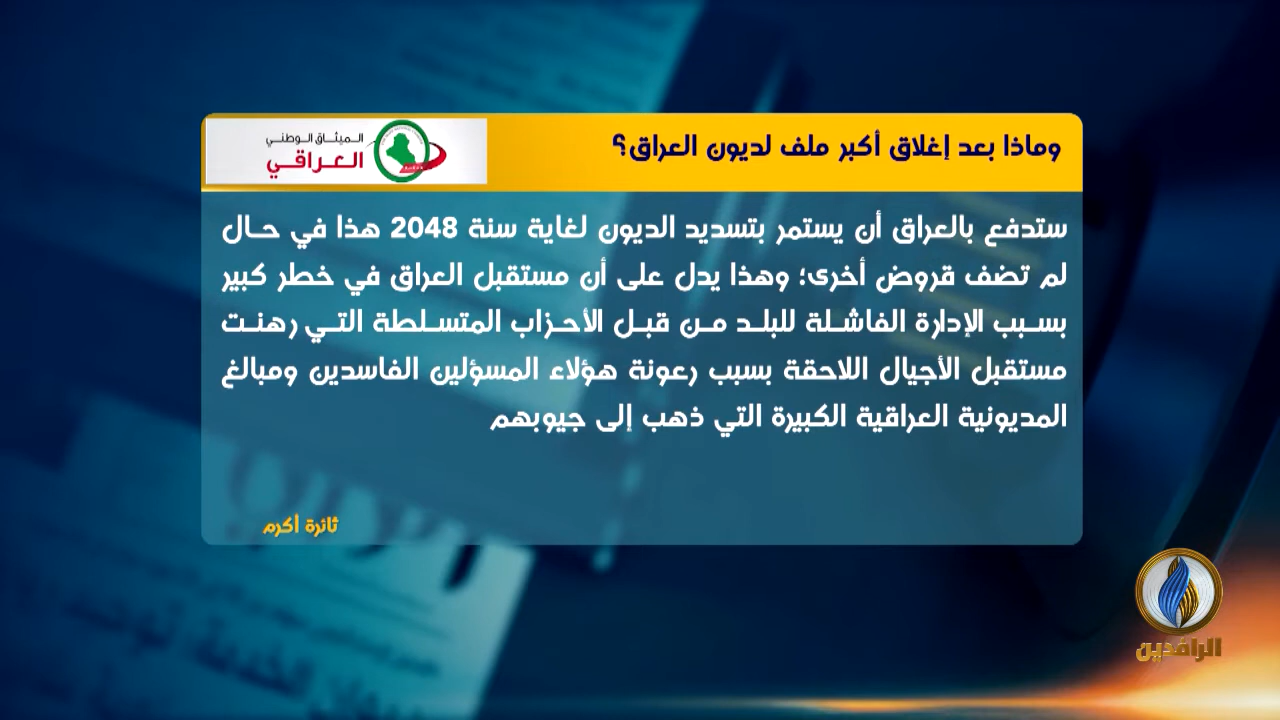 وماذا بعد إغلاق أكبر ملف لديون العراق؟
الميثاق الوطني
العراقي
ستدفع بالعراق أن يستمر بتسديد الديون لغاية سنة 2048 هذا في حال
لم تضف قروض أخرى؛ وهذا يدل على أن مستقبل العراق في خطر كبير
بسبب الإدارة الفاشلة للبلد من قبل الأحزاب المتسلطة التي رهنت
مستقبل الأجيال اللاحقة بسبب رعونة هؤلاء المسؤلين الفاسدين ومبالغ
المديونية العراقية الكبيرة التي ذهب إلى جيوبهم
ثائرة أكرم
الرافدين